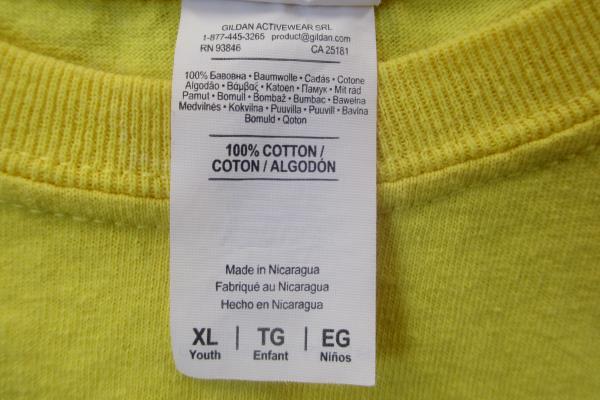 GILDAN ACTIVEWEAR SRL
1-877-445-3265 product@gildan.com
RN 93846 CA 25181
100% Бавовна • Baumwolle • Cadás • Cotone
Algodão • Βάμβαξ • Katoen • Памук • Mit rád
Pamut • Bomull • Bombaž • Bumbac • Bawełna
Medvilnės • Kokvilna • Puuvilla • Puuvill • Bavlna
Bomuld • Qoton
100% COTTON /
COTON / ALGODÓN
Made in Nicaragua
Fabriqué au Nicaragua
Hecho en Nicaragua
XL | TG | EG
Youth Enfant Niños